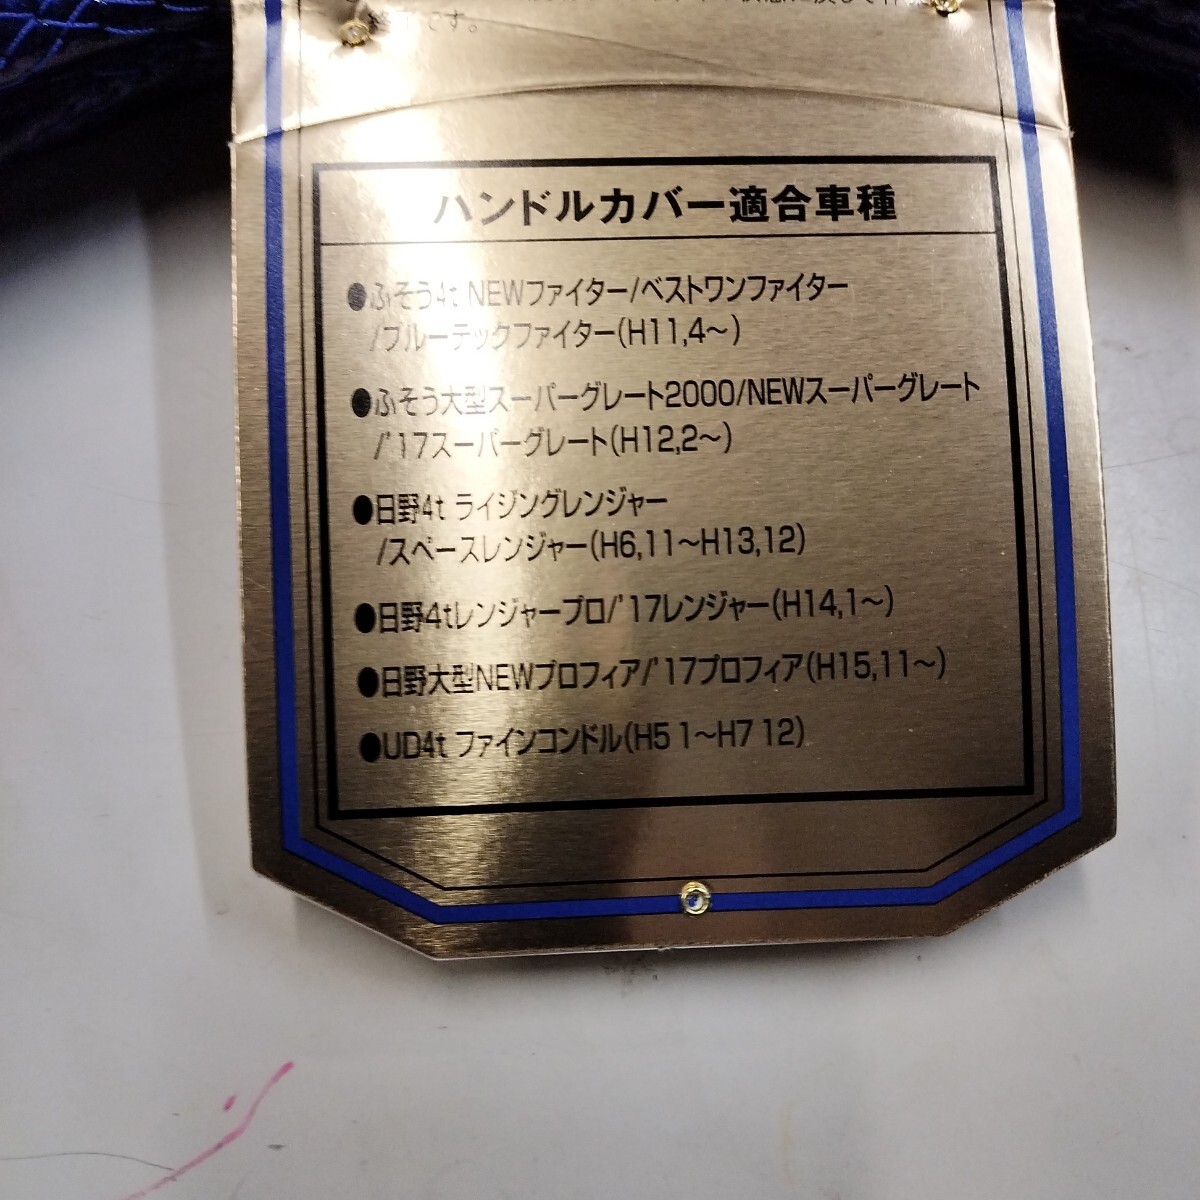 終了です。
ハンドルカバー適合車種
●ふそう4t NEWファイター/ベストワンファイター
/ブルーテックファイター(H11,4〜)
●ふそう大型スーパーグレート2000/NEWスーパーグレート
/'17スーパーグレート(H12,2〜)
●日野4t ライジングレンジャー
/スペースレンジャー(H6,11〜H13,12)
●日野4tレンジャープロ/'17レンジャー(H14,1〜)
●日野大型NEWプロフィア/'17プロフィア(H15,11〜)
●UD4t ファインコンドル(H5 1〜H7 12)